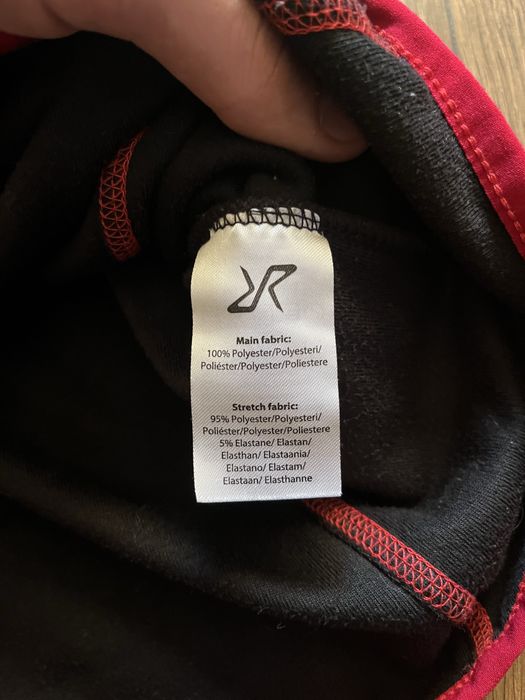 Main fabric:
100% Polyester/Polyesteri/
Poliéster/Polyester/Poliestere
Stretch fabric:
95% Polyester/Polyesteri/
Poliéster/Polyester/Poliestere
5% Elastane/ Elastan/
Elasthan/ Elastaania/
Elastano/ Elastam/
Elastaan/ Elasthanne